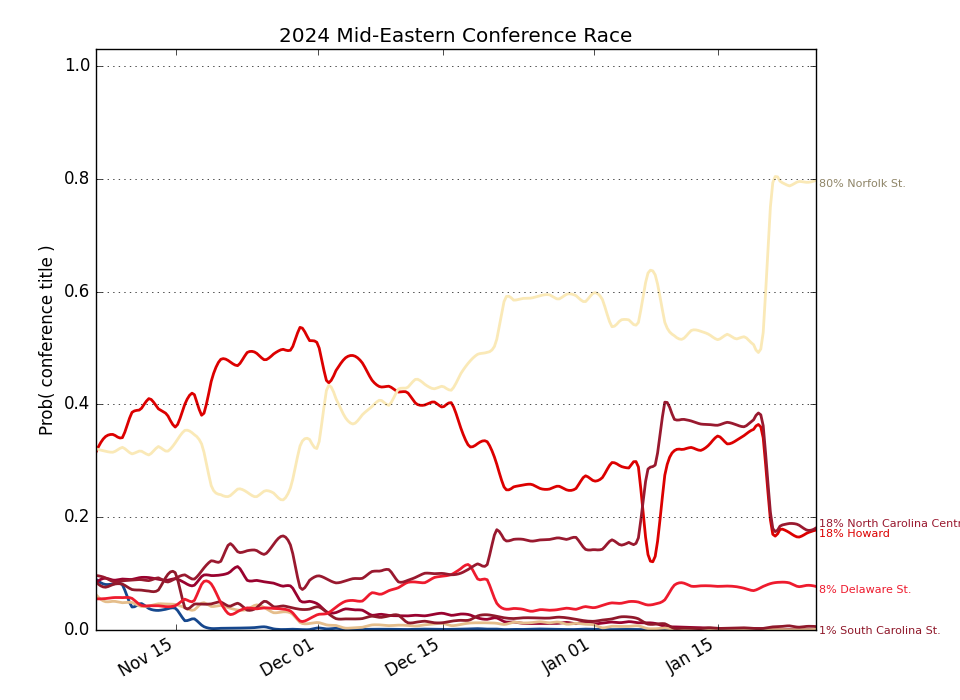 2024 Mid-Eastern Conference Race
Prob( conference title )
1.0
0.8
0.6
0.4
0.2
0.0
80% Norfolk St.
18% North Carolina Centr
18% Howard
8% Delaware St.
1% South Carolina St.
Nov 15
Dec 01
Dec 15
Jan 01
Jan 15